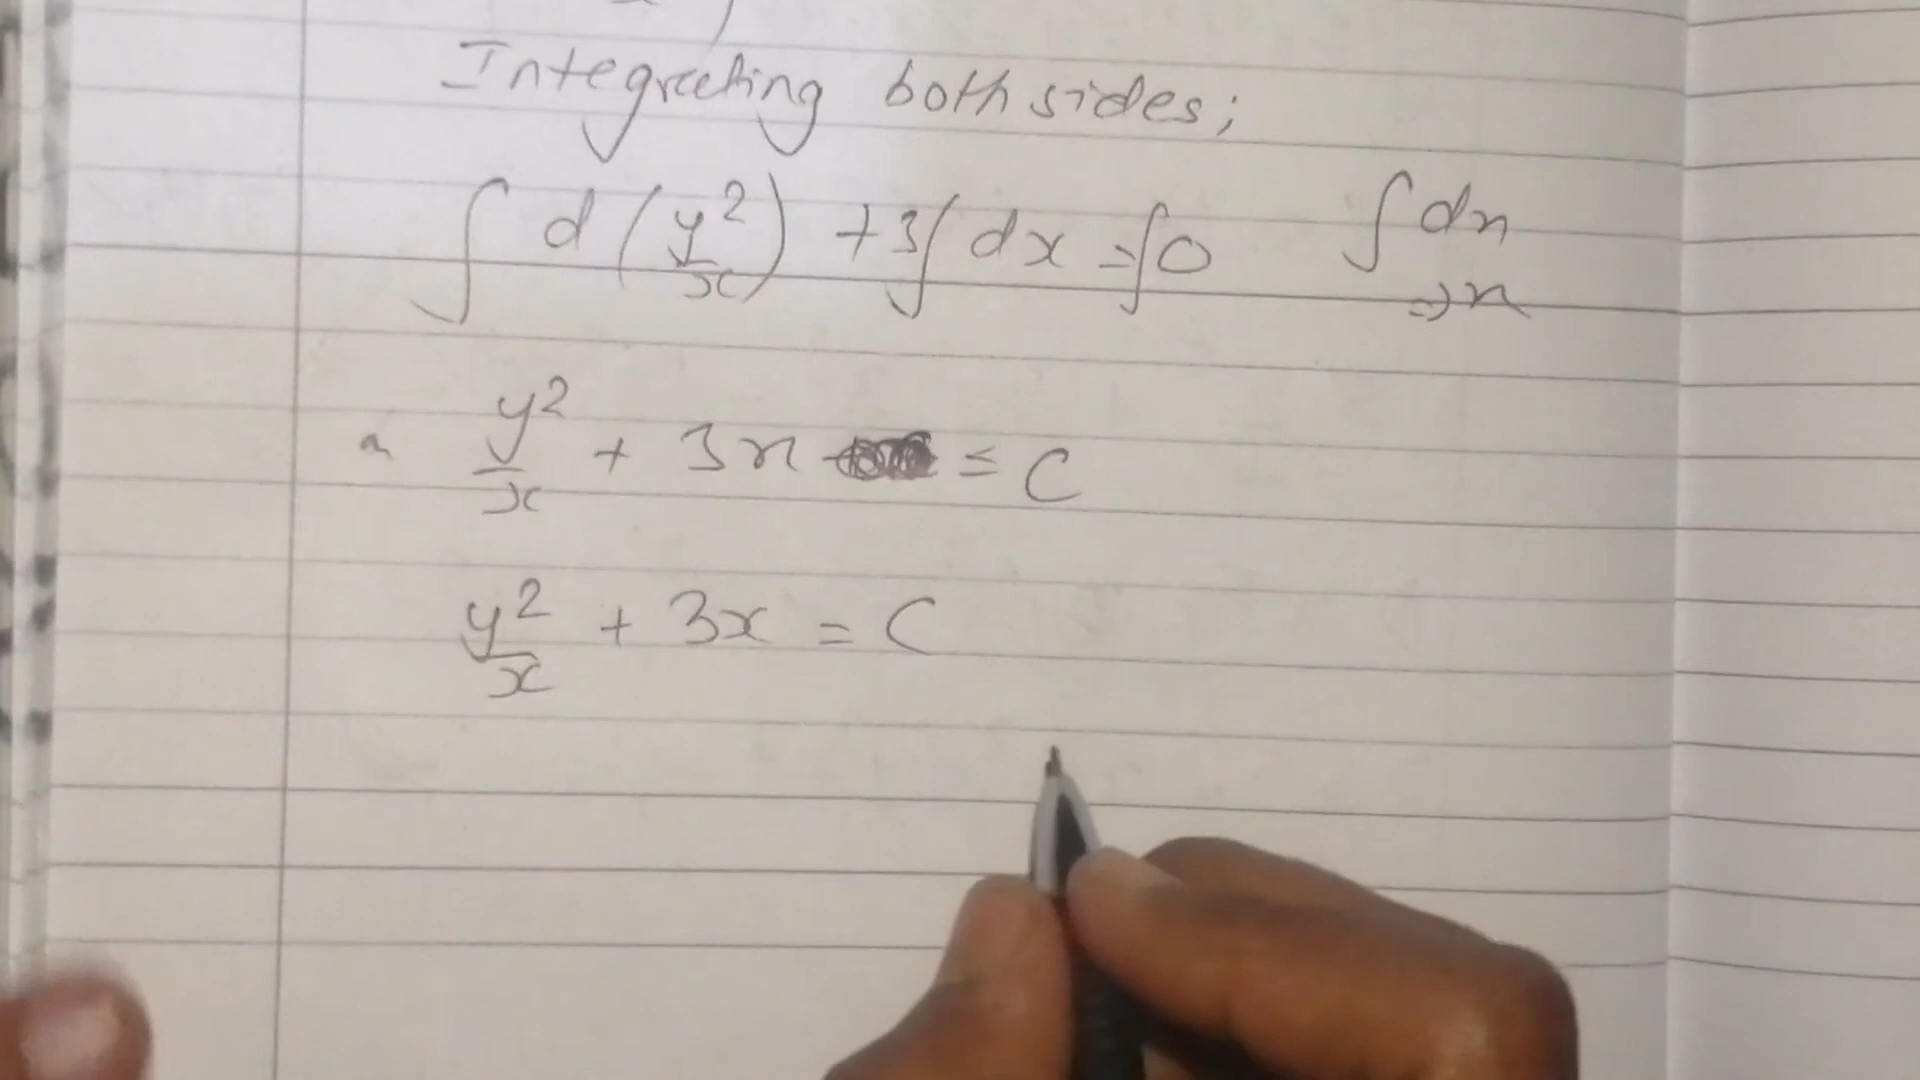 Integrating both sides;
∫ d (y²/x) + 3∫ dx = ∫0 ∫dx
⇒ x
y²/x + 3x = C
y²/x + 3x = C